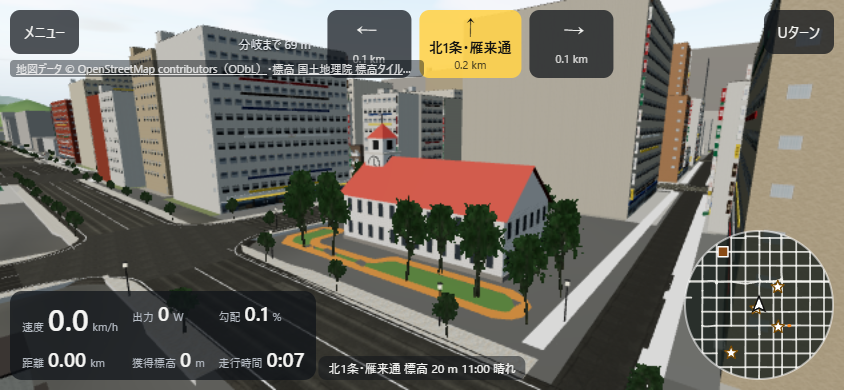 メニュー
分岐まで 69 m
←
0.1 km
↑
北1条・雁来通
0.2 km
→
0.1 km
Uターン
地図データ © OpenStreetMap contributors（ODbL）・標高 国土地理院 標高タイル...
速度 0.0 km/h
出力 0 W
勾配 0.1 %
距離 0.00 km
獲得標高 0 m
走行時間 0:07
北1条・雁来通 標高 20 m 11:00 晴れ